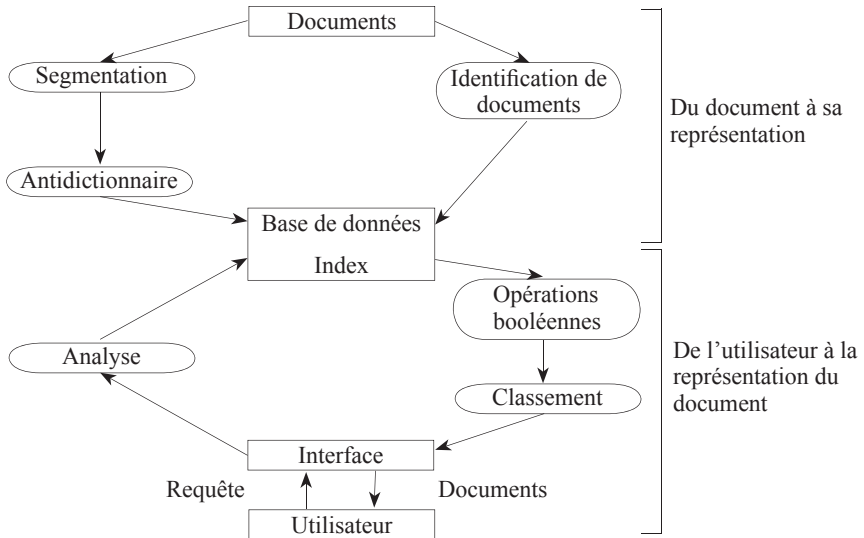 Documents
Segmentation
Identification de
documents
Du document à sa
représentation
Antidictionnaire
Base de données
Index
Opérations
booléennes
Analyse
De l’utilisateur à la
représentation du
document
Classement
Interface
Requête
Documents
Utilisateur